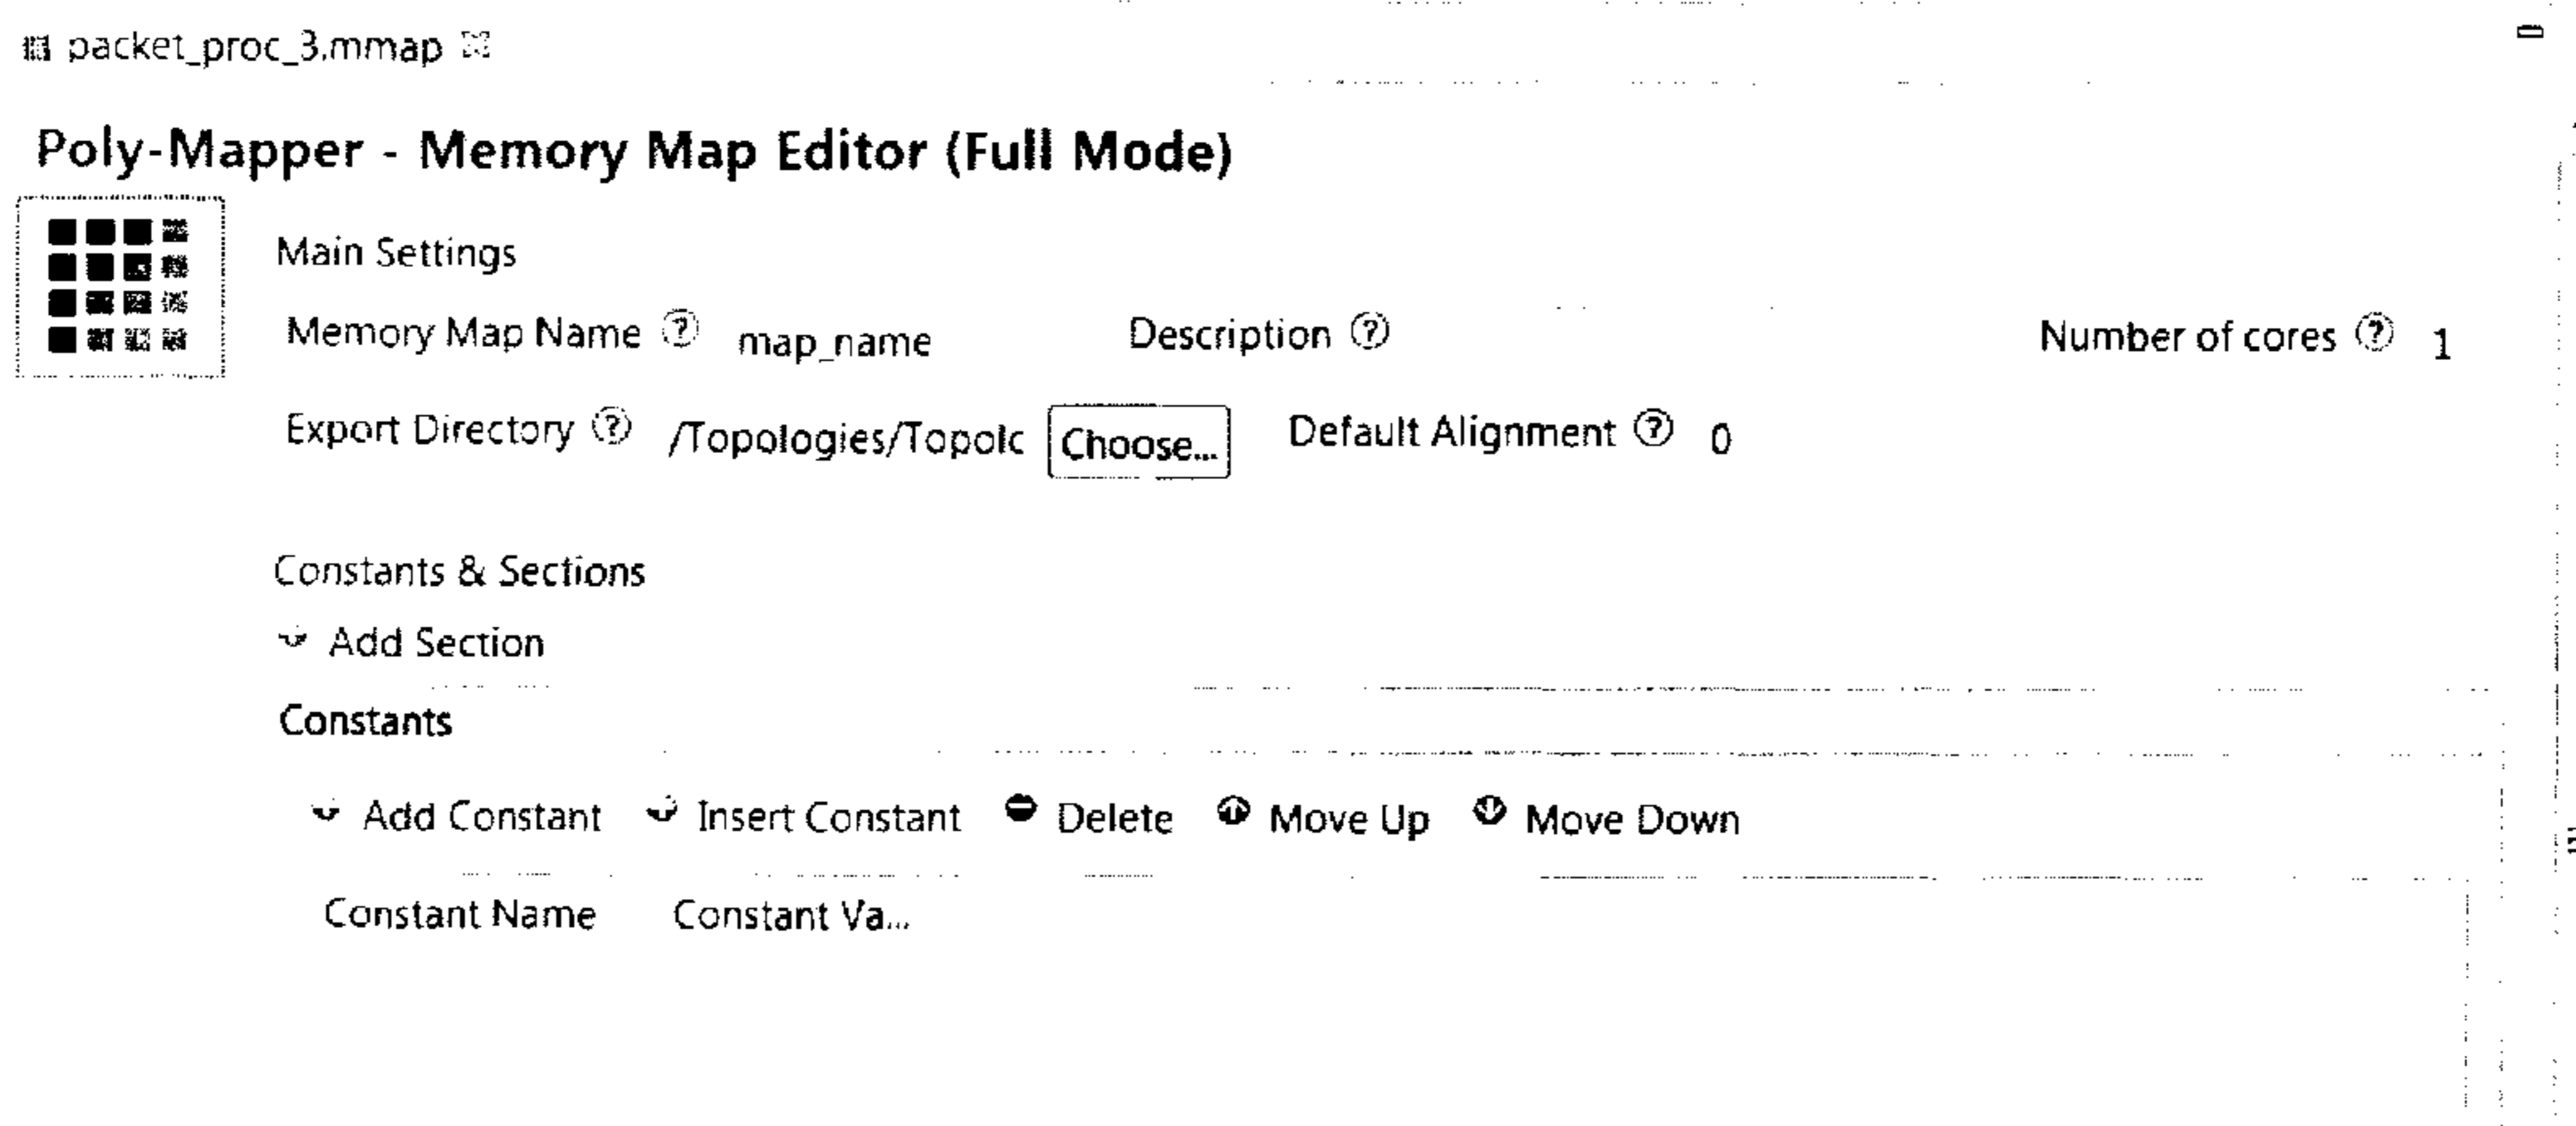 packet_proc_3.mmap
Poly-Mapper - Memory Map Editor (Full Mode)
Main Settings
Memory Map Name ? map_name Description ? Number of cores ? 1
Export Directory ? /Topologies/Topolc Choose... Default Alignment ? 0
Constants & Sections
Add Section
Constants
Add Constant Insert Constant Delete Move Up Move Down
Constant Name Constant Va...